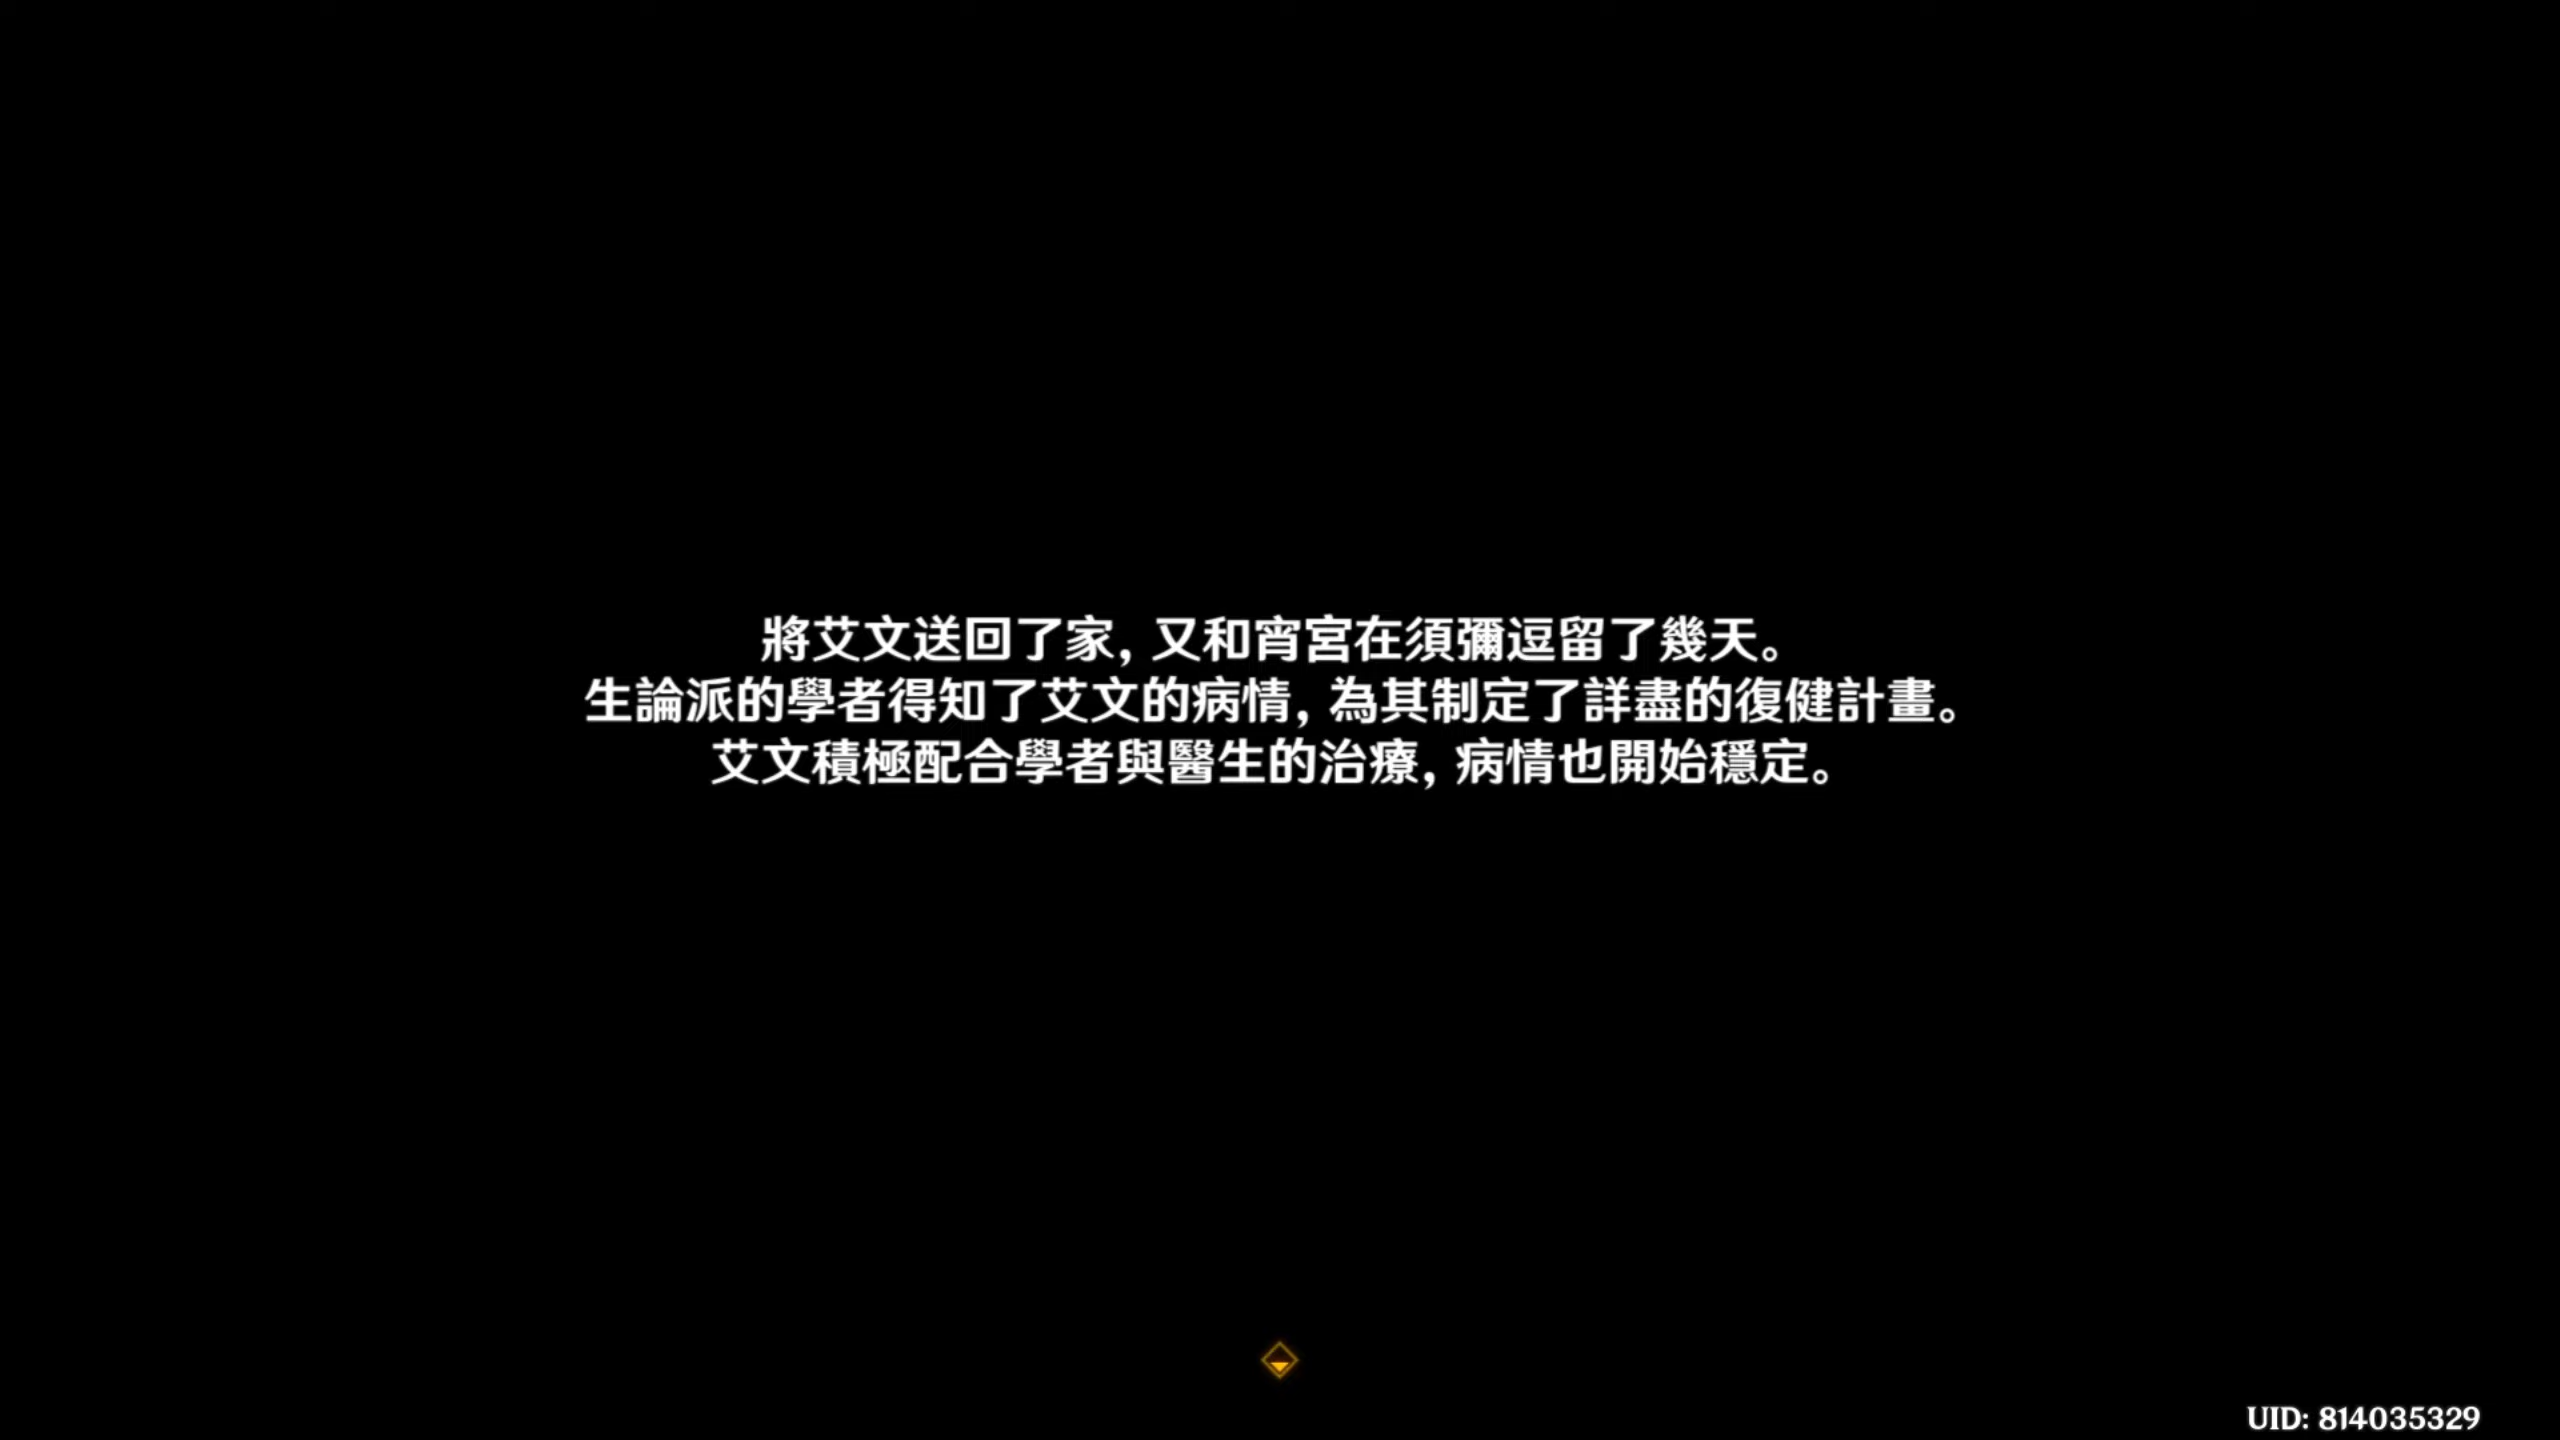 將艾文送回了家，又和宵宮在須彌逗留了幾天。
生論派的學者得知了艾文的病情，為其制定了詳盡的復健計畫。
艾文積極配合學者與醫生的治療，病情也開始穩定。
UID: 814035329